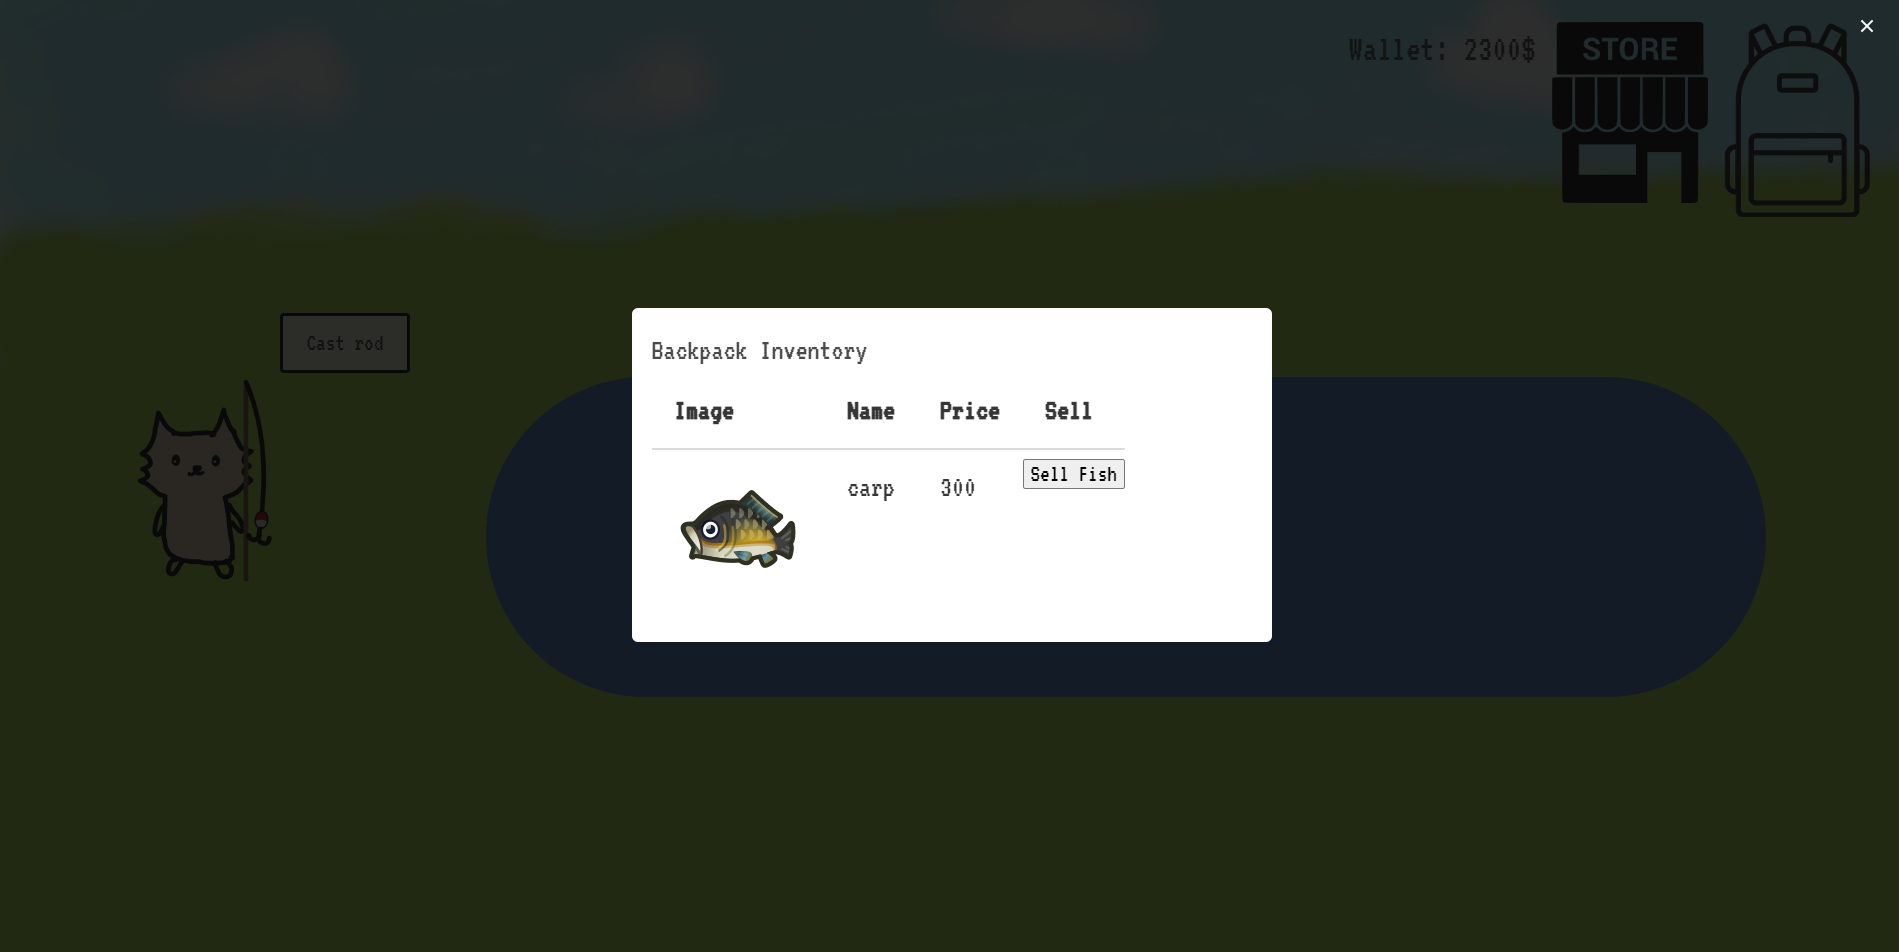 Wallet: 2300$
STORE
Cast rod
Backpack Inventory
Image Name Price Sell
carp 300 Sell Fish